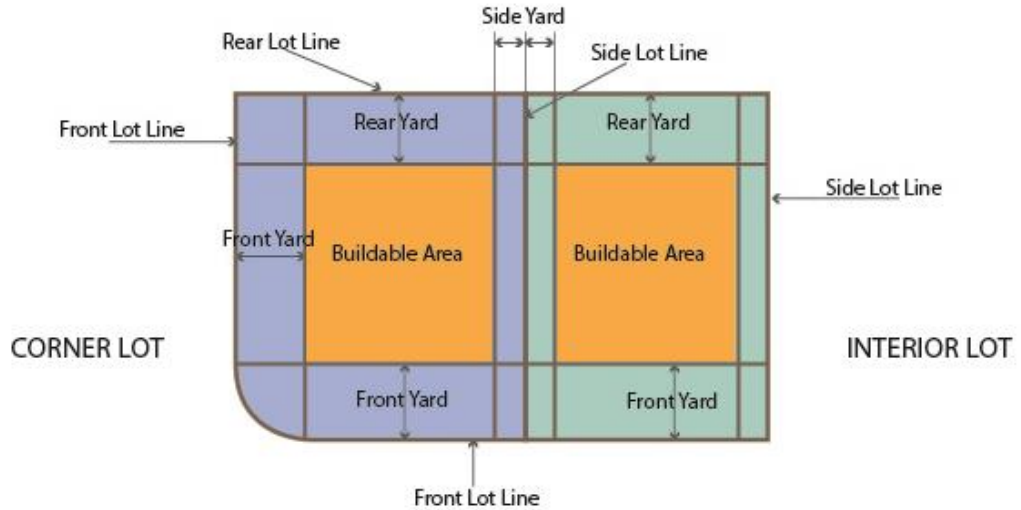 Side Yard
Rear Lot Line
Side Lot Line
Front Lot Line
Rear Yard
Rear Yard
Side Lot Line
Front Yard
Buildable Area
Buildable Area
CORNER LOT
INTERIOR LOT
Front Yard
Front Yard
Front Lot Line